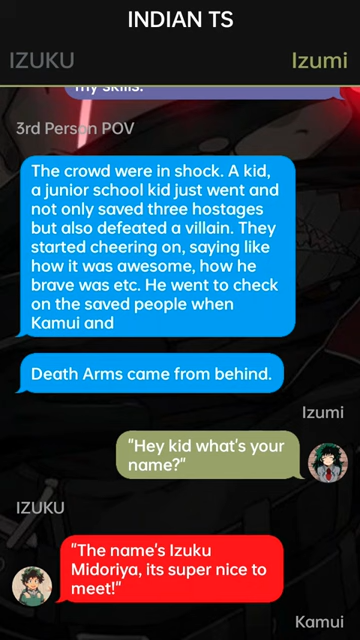 INDIAN TS
IZUKU
Izumi
my skills.
3rd Person POV
The crowd were in shock. A kid,
a junior school kid just went and
not only saved three hostages
but also defeated a villain. They
started cheering on, saying like
how it was awesome, how he
brave was etc. He went to check
on the saved people when
Kamui and
Death Arms came from behind.
Izumi
"Hey kid what's your
name?"
IZUKU
"The name's Izuku
Midoriya, its super nice to
meet!"
Kamui